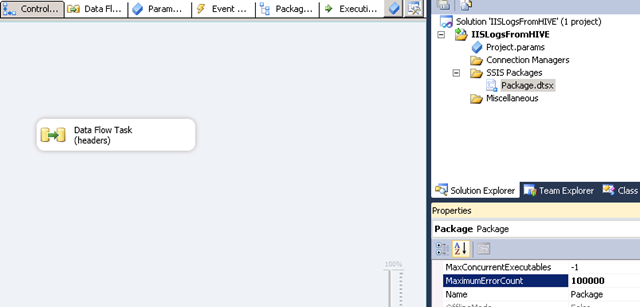 Control...
Data Fl...
Param...
Event ...
Packag...
Executi...
Data Flow Task
(headers)
100%
Solution 'IISLogsFromHIVE' (1 project)
IISLogsFromHIVE
Project.params
Connection Managers
SSIS Packages
Package.dtsx
Miscellaneous
Solution Explorer
Team Explorer
Class
Properties
Package Package
MaxConcurrentExecutables -1
MaximumErrorCount 100000
Name Package
OfflineMode False